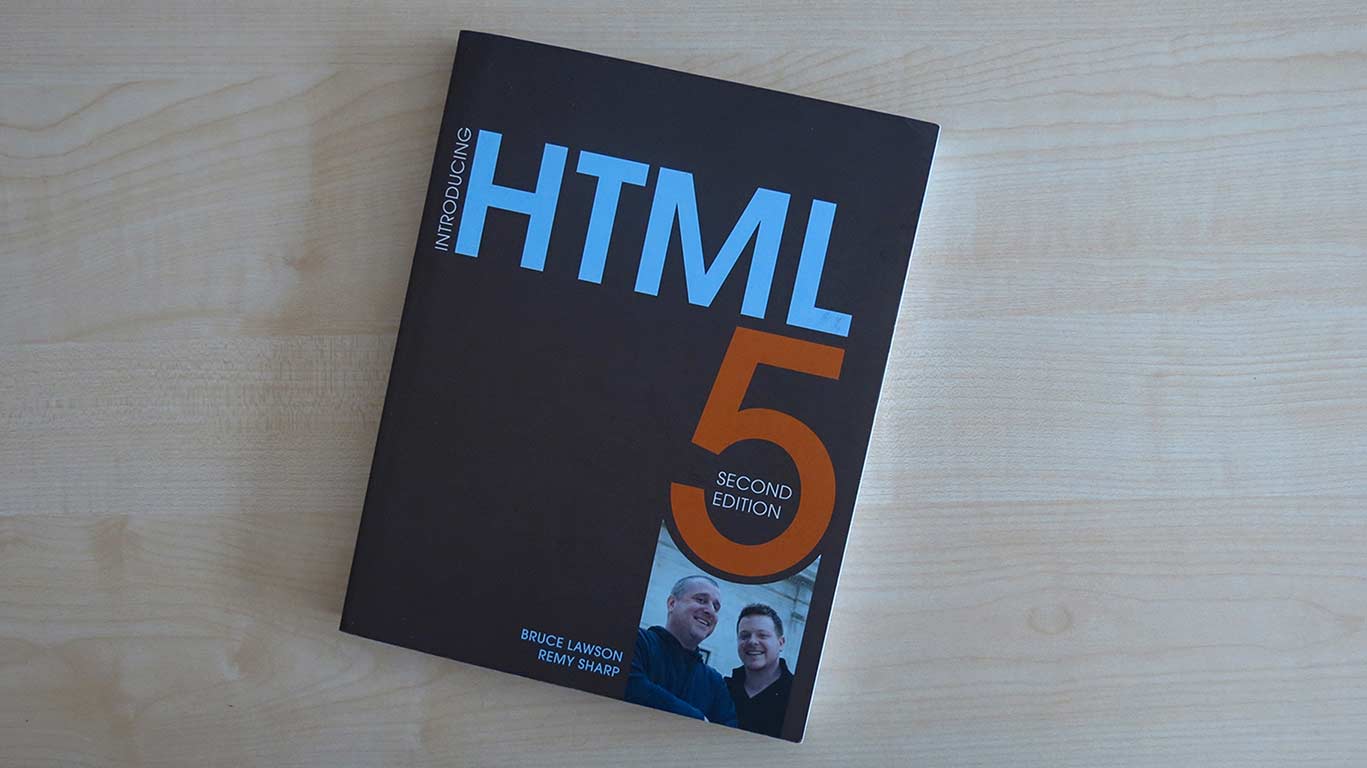 INTRODUCING
HTML
5
SECOND
EDITION
BRUCE LAWSON
REMY SHARP